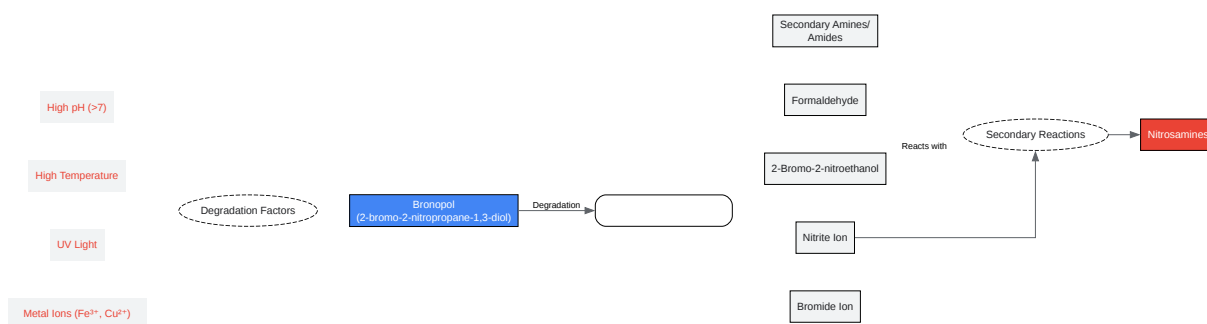 High pH (>7)
High Temperature
UV Light
Metal Ions (Fe³⁺, Cu²⁺)
Degradation Factors
Bronopol
(2-bromo-2-nitropropane-1,3-diol)
Degradation
Secondary Amines/
Amides
Formaldehyde
2-Bromo-2-nitroethanol
Nitrite Ion
Bromide Ion
Reacts with
Secondary Reactions
Nitrosamines